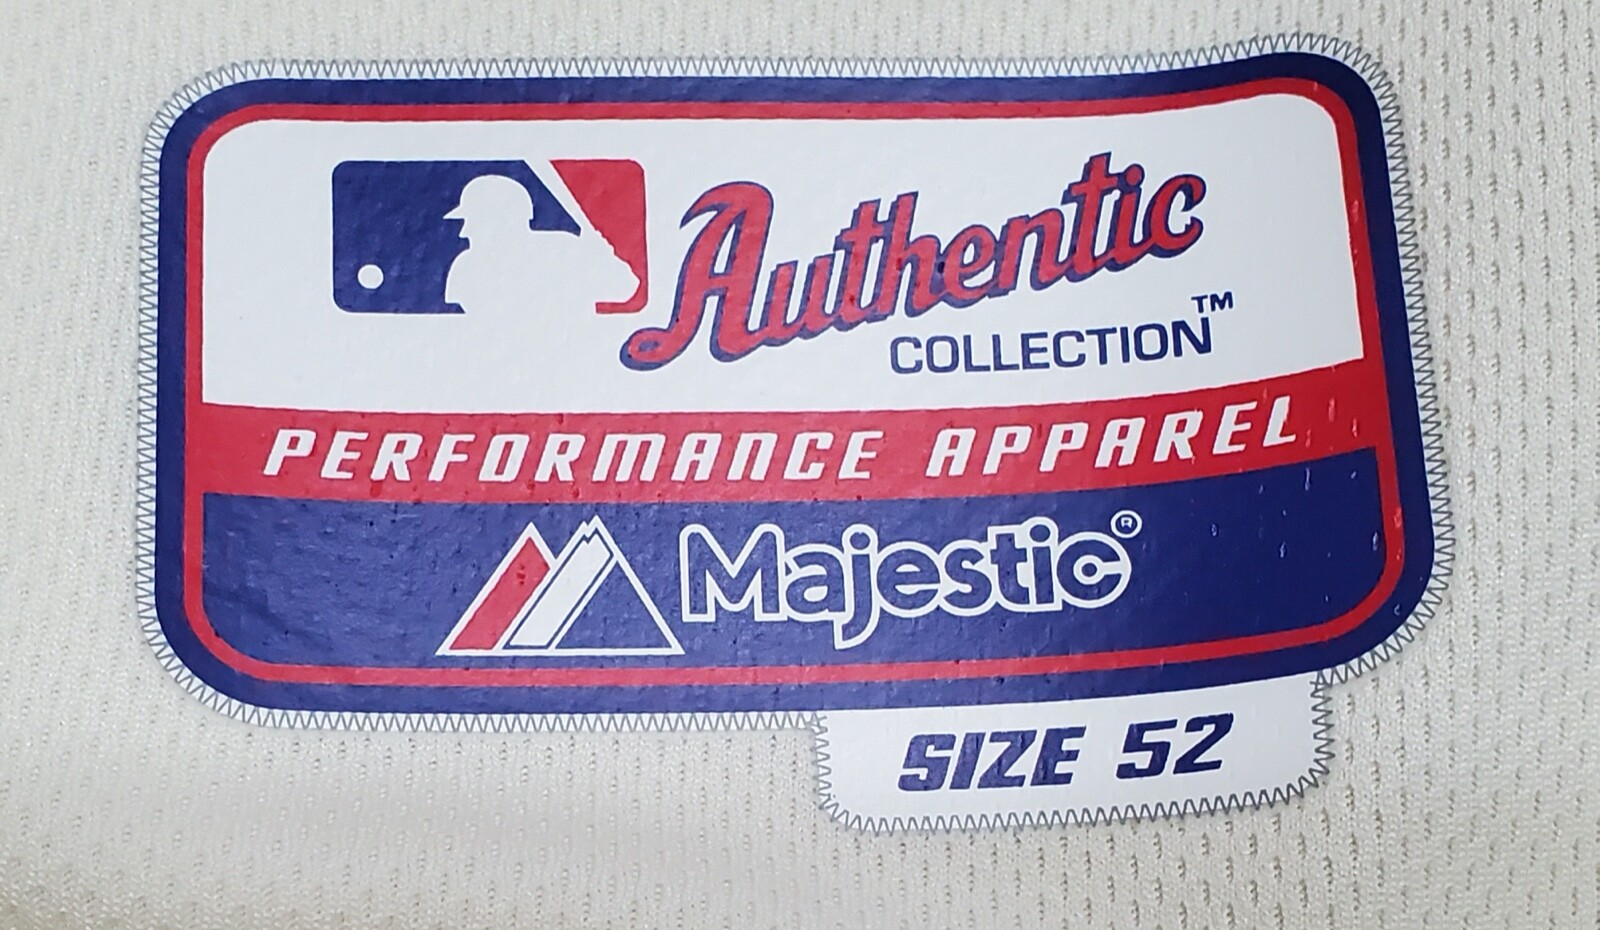 Authentic
COLLECTION™
PERFORMANCE APPAREL
Majestic®
SIZE 52